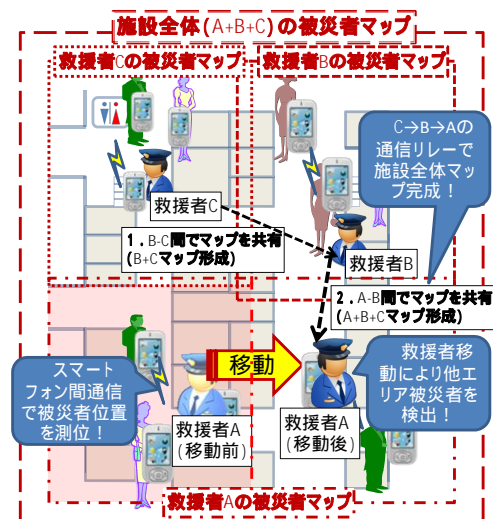 施設全体(A+B+C)の被災者マップ
救援者Cの被災者マップ
救援者Bの被災者マップ
C→B→Aの
通信リレーで
施設全体マッ
プ完成！
救援者C
1．B-C間でマップを共有
(B+Cマップ形成)
救援者B
2．A-B間でマップを共有
(A+B+Cマップ形成)
スマート
フォン間通信
で被災者位置
を測位！
移動
救援者移
動により他
エリア被災者を
検出！
救援者A
(移動前)
救援者A
(移動後)
救援者Aの被災者マップ